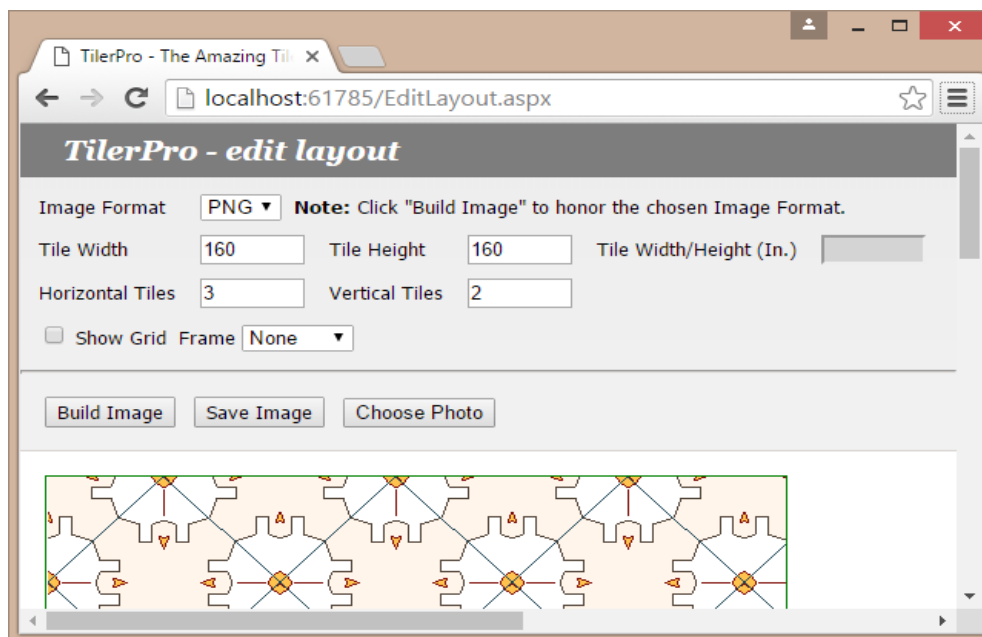 TilerPro - The Amazing Til
localhost:61785/EditLayout.aspx
TilerPro - edit layout
Image Format PNG Note: Click "Build Image" to honor the chosen Image Format.
Tile Width 160 Tile Height 160 Tile Width/Height (In.)
Horizontal Tiles 3 Vertical Tiles 2
Show Grid Frame None
Build Image Save Image Choose Photo